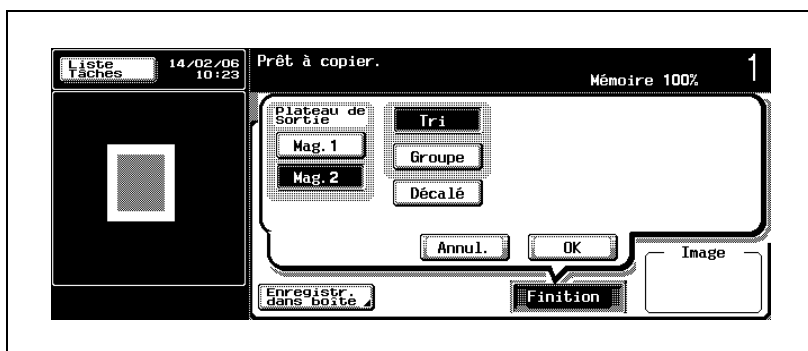 Liste
Tâches
14/02/06
10:23
Prêt à copier.
Mémoire 100%
1
Plateau de
Sortie
Mag.1
Mag.2
Tri
Groupe
Décalé
Annul.
OK
Image
Enregistr.
dans boîte
Finition